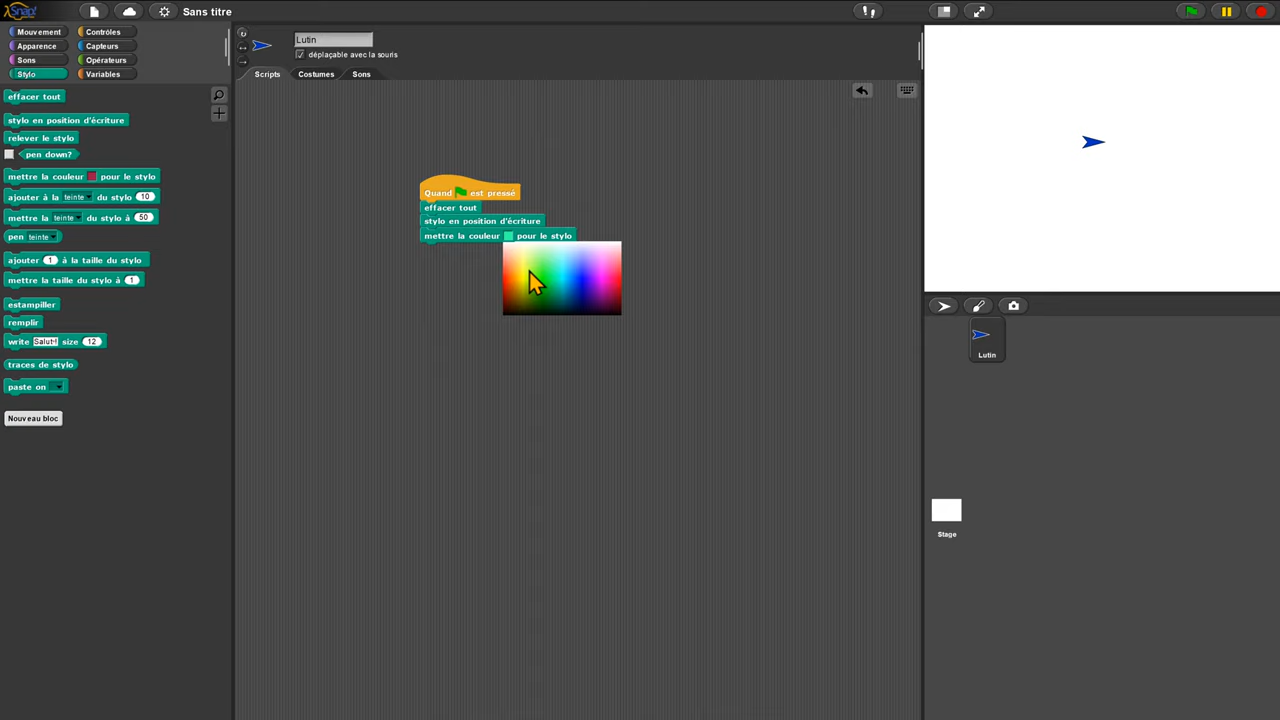 Snap!
Sans titre
Mouvement
Contrôles
Apparence
Capteurs
Sons
Opérateurs
Stylo
Variables
effacer tout
stylo en position d'écriture
relever le stylo
pen down?
mettre la couleur pour le stylo
ajouter à la teinte du stylo 10
mettre la teinte du stylo à 50
pen teinte
ajouter 1 à la taille du stylo
mettre la taille du stylo à 1
estampiller
remplir
write Salut! size 12
traces de stylo
paste on
Nouveau bloc
Lutin
déplaçable avec la souris
Scripts
Costumes
Sons
Quand est pressé
effacer tout
stylo en position d'écriture
mettre la couleur pour le stylo
Lutin
Stage